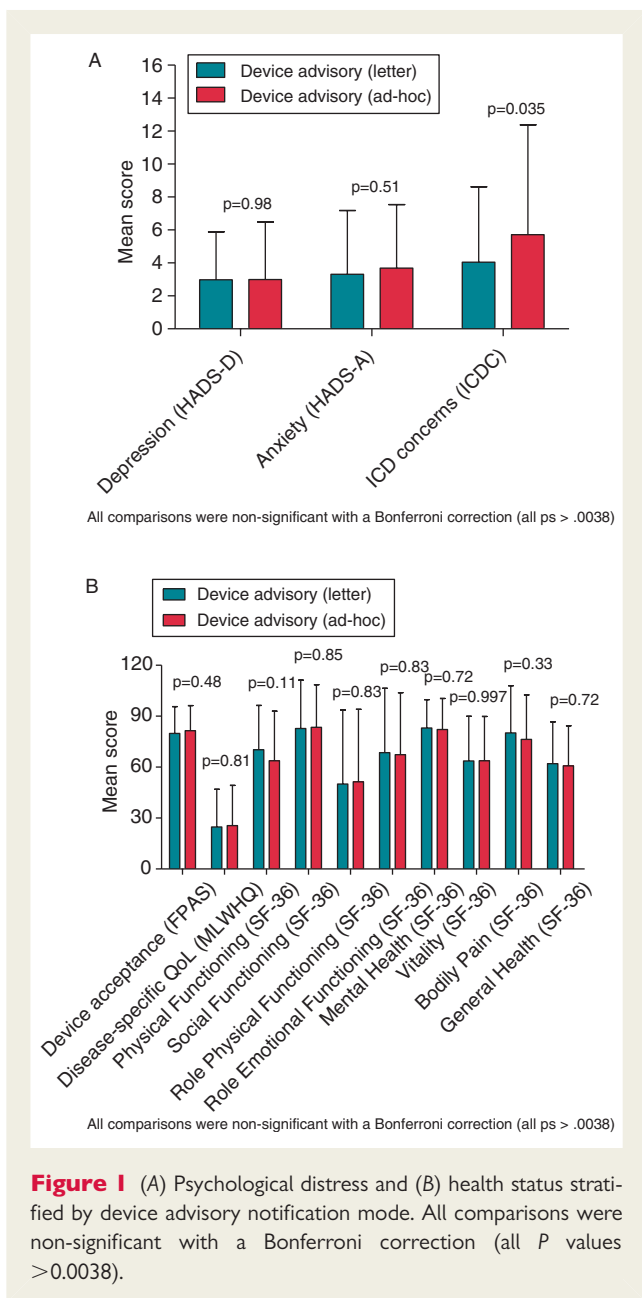 A
Device advisory (letter)
Device advisory (ad-hoc)
Mean score
16
14
12
10
8
6
4
2
0
p=0.98
p=0.51
p=0.035
Depression (HADS-D)
Anxiety (HADS-A)
ICD concerns (ICDC)
All comparisons were non-significant with a Bonferroni correction (all ps > .0038)
B
Device advisory (letter)
Device advisory (ad-hoc)
Mean score
120
90
60
30
0
p=0.48
p=0.81
p=0.11
p=0.85
p=0.83
p=0.83
p=0.72
p=0.997
p=0.33
p=0.72
Device acceptance (FPAS)
Disease-specific QoL (MLWHQ)
Physical Functioning (SF-36)
Social Functioning (SF-36)
Role Physical Functioning (SF-36)
Role Emotional Functioning (SF-36)
Mental Health (SF-36)
Vitality (SF-36)
Bodily Pain (SF-36)
General Health (SF-36)
All comparisons were non-significant with a Bonferroni correction (all ps > .0038)
Figure 1 (A) Psychological distress and (B) health status strati-
fied by device advisory notification mode. All comparisons were
non-significant with a Bonferroni correction (all P values
>0.0038).